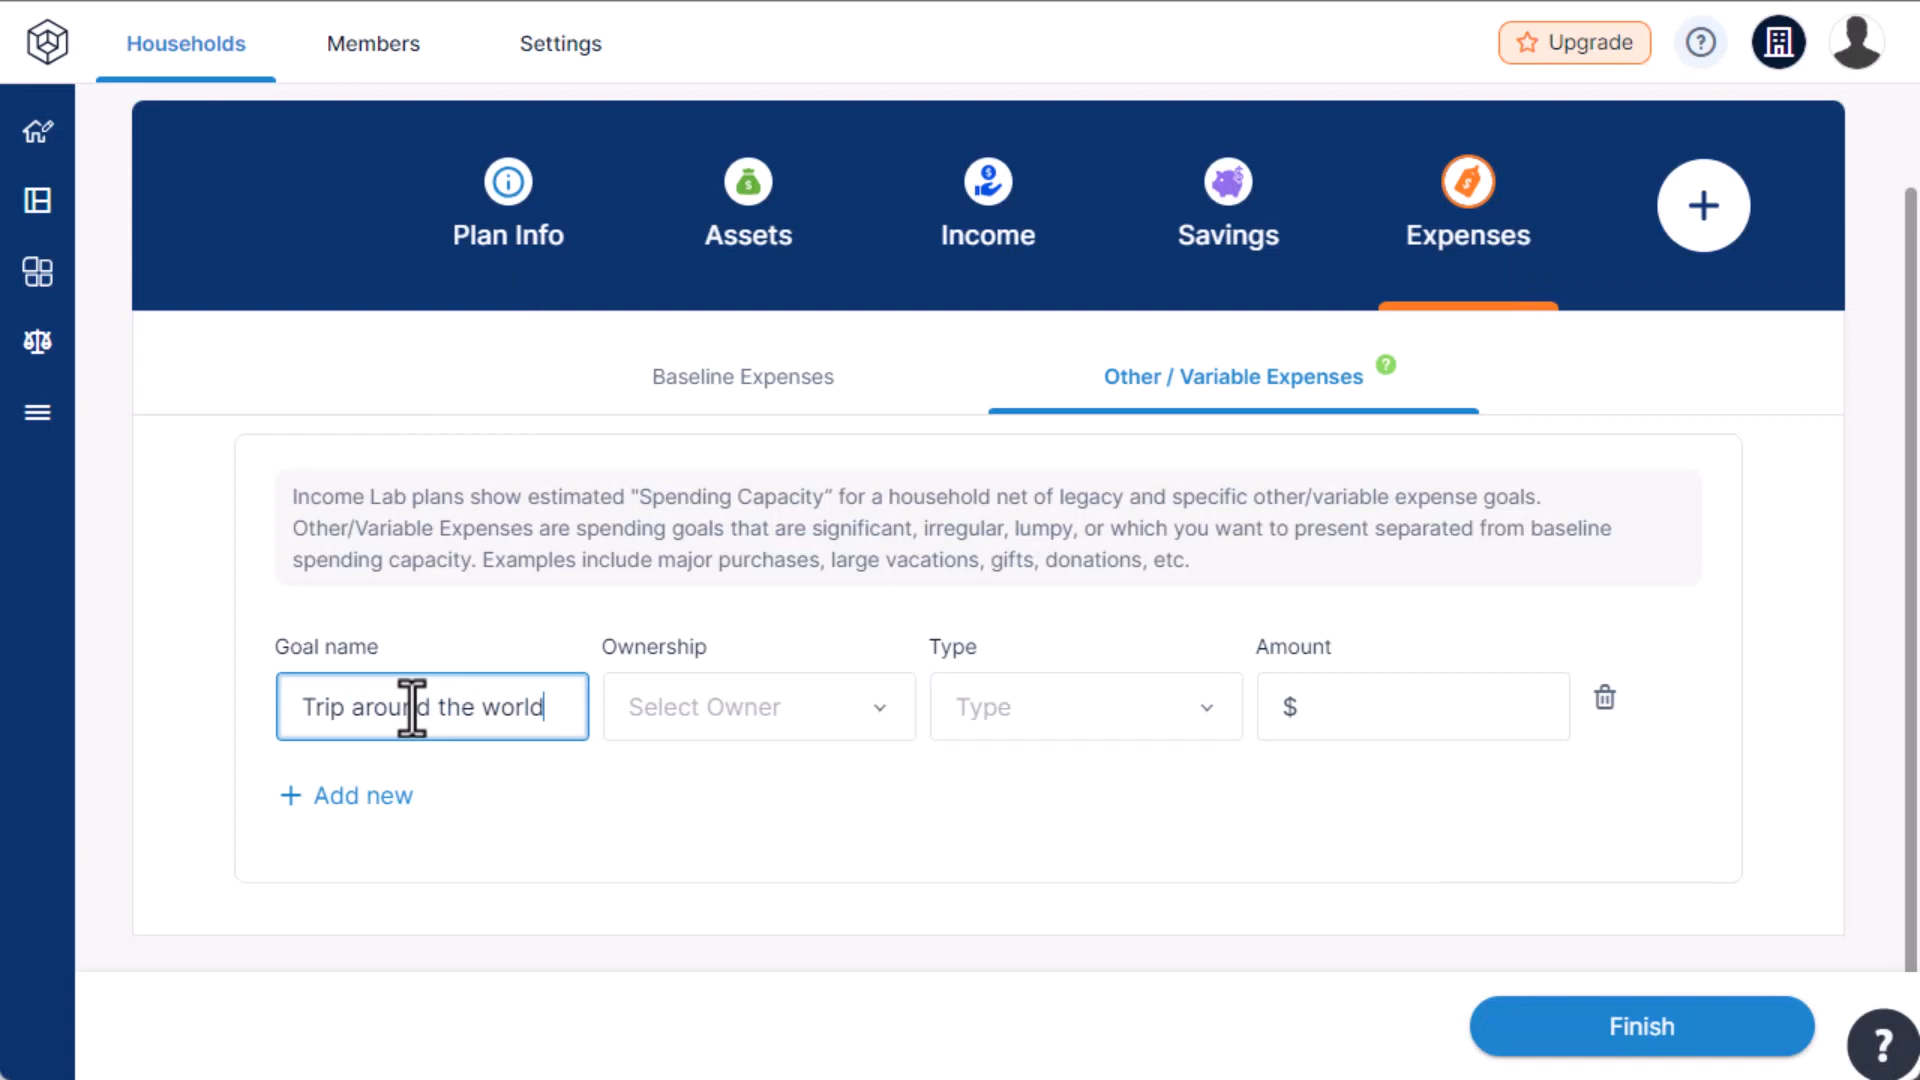 Households Members Settings Upgrade
Plan Info Assets Income Savings Expenses
Baseline Expenses Other / Variable Expenses ?
Income Lab plans show estimated "Spending Capacity" for a household net of legacy and specific other/variable expense goals.
Other/Variable Expenses are spending goals that are significant, irregular, lumpy, or which you want to present separated from baseline
spending capacity. Examples include major purchases, large vacations, gifts, donations, etc.
Goal name Ownership Type Amount
Trip around the world Select Owner Type $
+ Add new
Finish ?